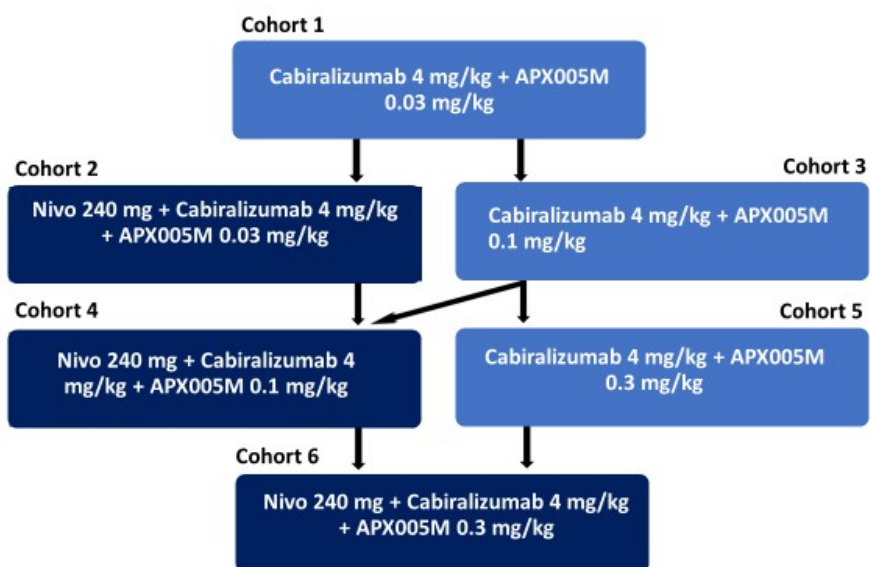 Cohort 1
Cabiralizumab 4 mg/kg + APX005M
0.03 mg/kg
Cohort 2
Nivo 240 mg + Cabiralizumab 4 mg/kg
+ APX005M 0.03 mg/kg
Cohort 3
Cabiralizumab 4 mg/kg + APX005M
0.1 mg/kg
Cohort 4
Nivo 240 mg + Cabiralizumab 4
mg/kg + APX005M 0.1 mg/kg
Cohort 5
Cabiralizumab 4 mg/kg + APX005M
0.3 mg/kg
Cohort 6
Nivo 240 mg + Cabiralizumab 4 mg/kg
+ APX005M 0.3 mg/kg